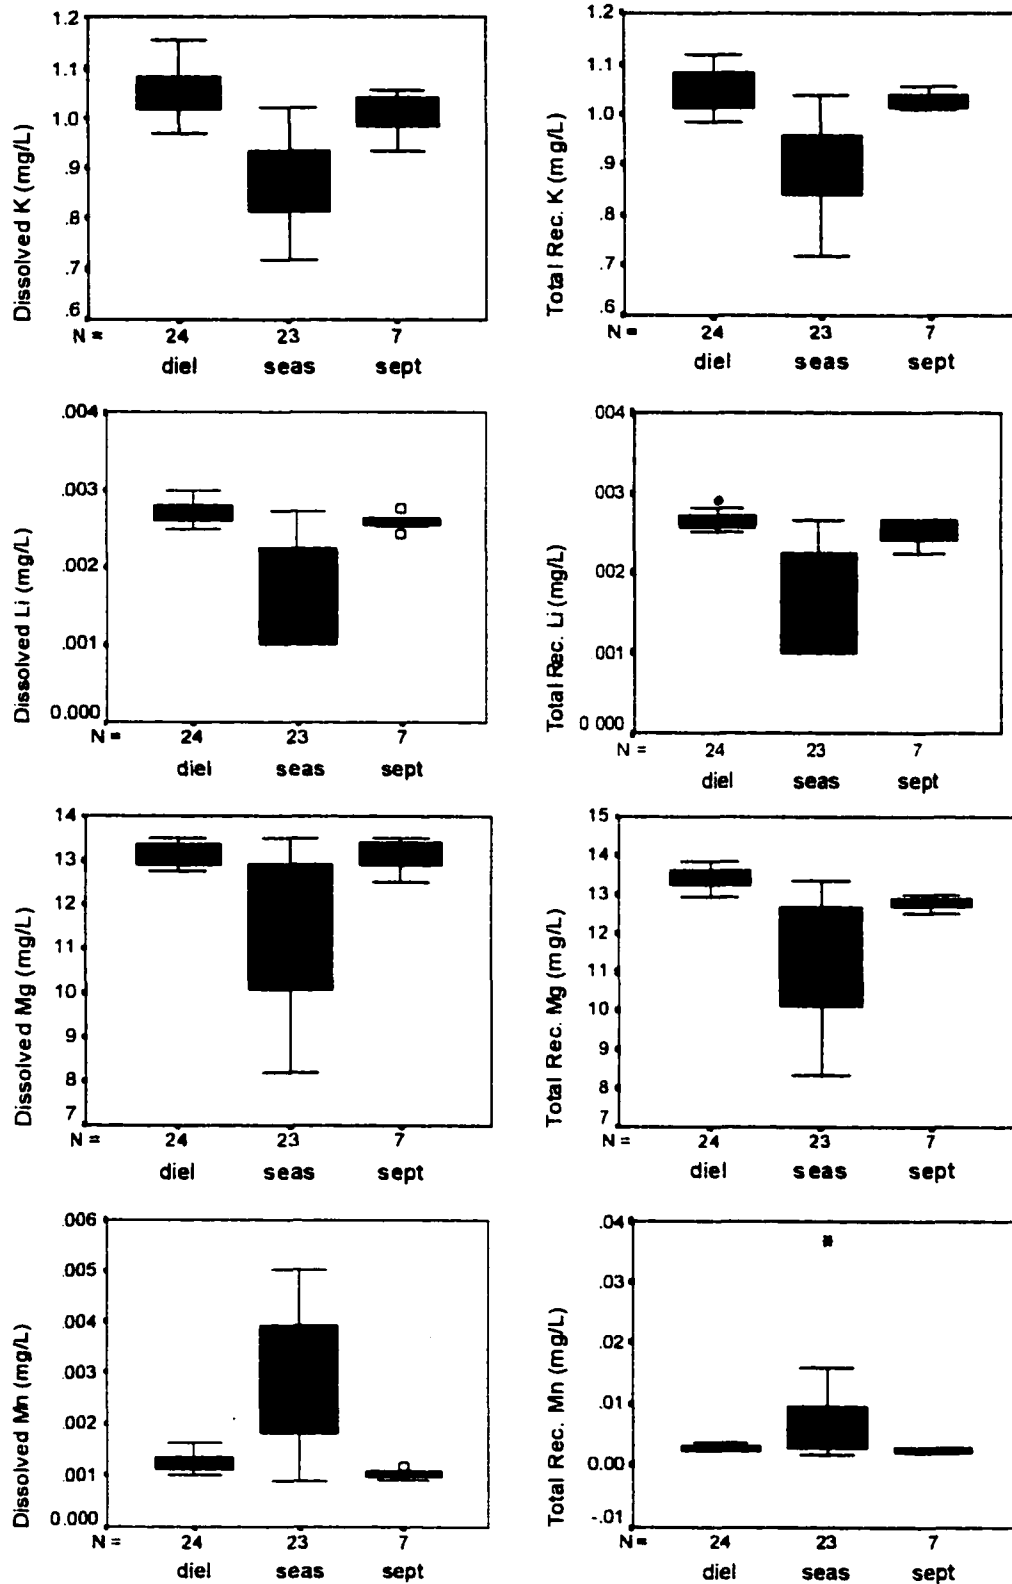 Dissolved K (mg/L)
1.2
1.1
1.0
.9
.8
.7
.6
N = 24 23 7
diel seas sept
Total Rec. K (mg/L)
1.2
1.1
1.0
.9
.8
.7
.6
N = 24 23 7
diel seas sept
Dissolved Li (mg/L)
.004
.003
.002
.001
0.000
N = 24 23 7
diel seas sept
Total Rec. Li (mg/L)
.004
.003
002
001
0 000
N = 24 23 7
diel seas sept
Dissolved Mg (mg/L)
14
13
12
11
10
9
8
7
N = 24 23 7
diel seas sept
Total Rec. Mg (mg/L)
15
14
13
12
11
10
9
8
7
N = 24 23 7
diel seas sept
Dissolved Mn (mg/L)
.006
.005
.004
.003
.002
.001
0.000
N = 24 23 7
diel seas sept
Total Rec. Mn (mg/L)
.04
.03
.02
.01
0.00
-.01
N = 24 23 7
diel seas sept